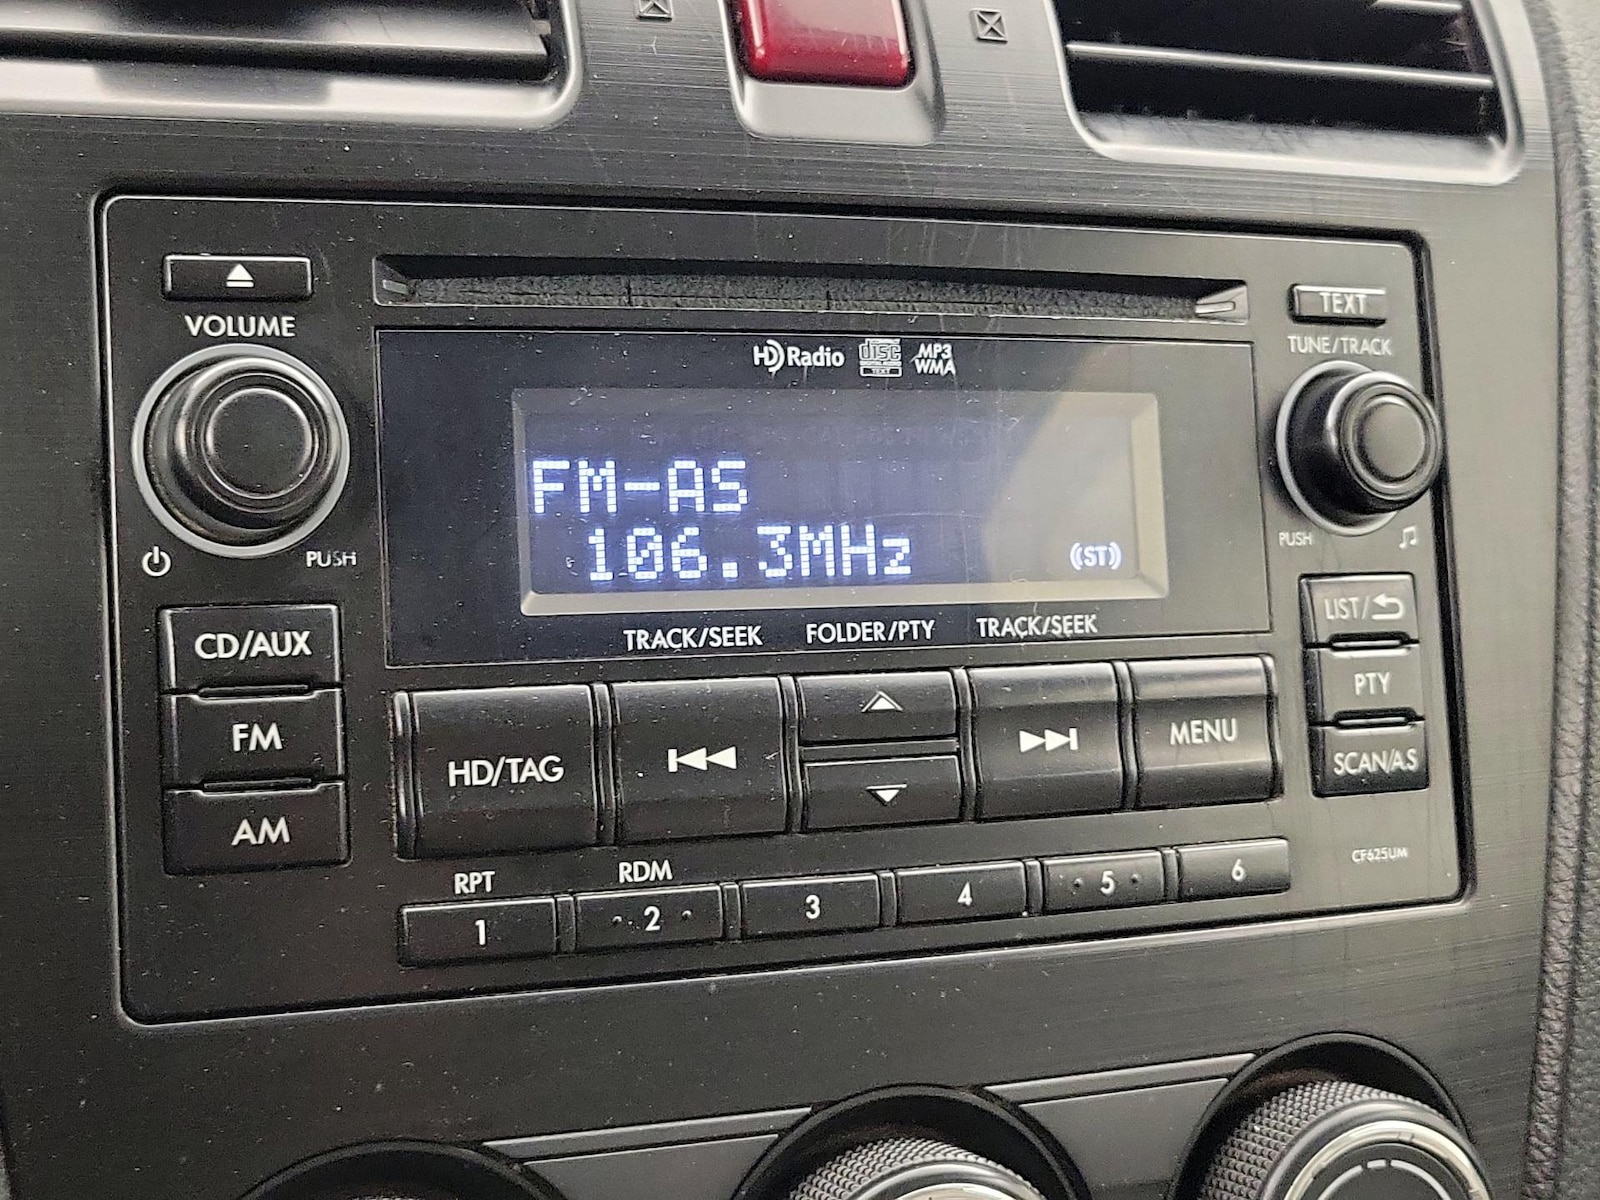 VOLUME
PUSH
CD/AUX
FM
AM
HD Radio
disc
TEXT
MP3
WMA
FM-AS
106.3MHz
(ST)
TRACK/SEEK
FOLDER/PTY
TRACK/SEEK
HD/TAG
MENU
RPT
RDM
1
2
3
4
5
6
TEXT
TUNE/TRACK
PUSH
LIST/
PTY
SCAN/AS
CF625UM